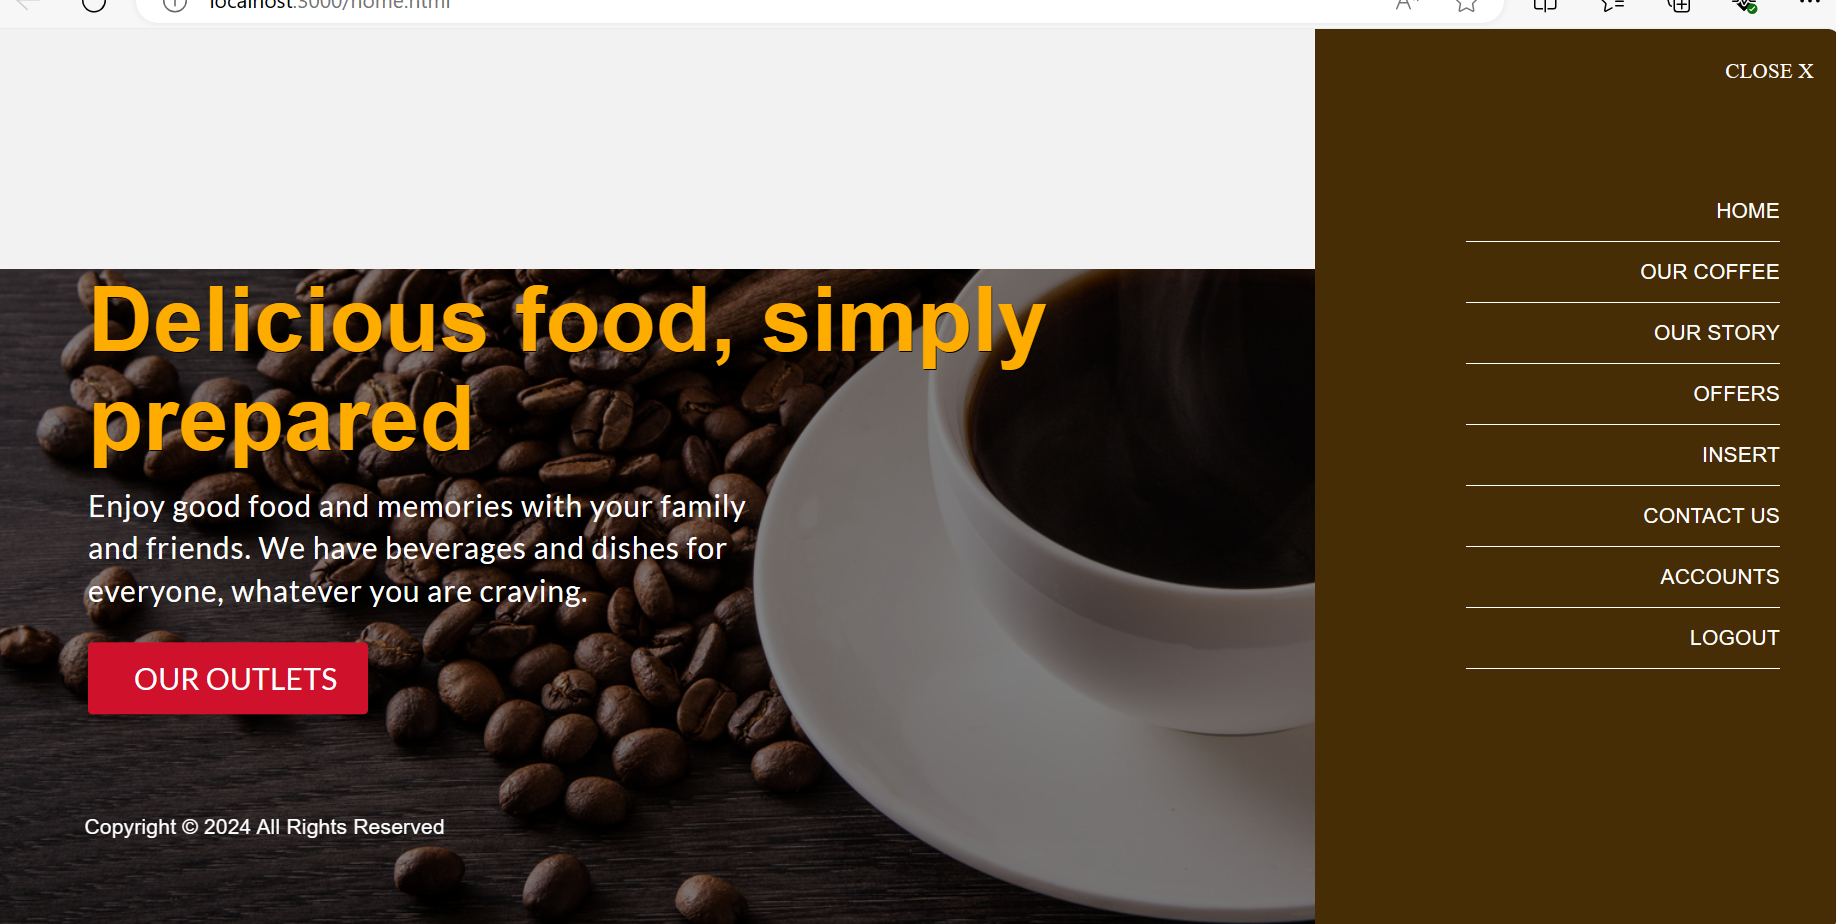 localhost:3000/home.html
CLOSE X
HOME
OUR COFFEE
OUR STORY
OFFERS
INSERT
CONTACT US
ACCOUNTS
LOGOUT
Delicious food, simply
prepared
Enjoy good food and memories with your family
and friends. We have beverages and dishes for
everyone, whatever you are craving.
OUR OUTLETS
Copyright © 2024 All Rights Reserved